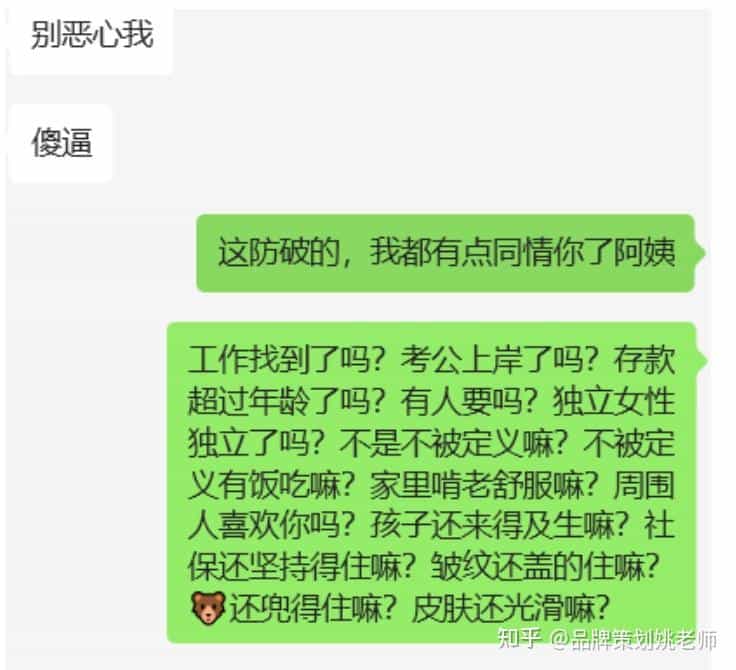 别恶心我
傻逼
这防破的，我都有点同情你了阿姨
工作找到了吗？考公上岸了吗？存款
超过年龄了吗？有人要吗？独立女性
独立了吗？不是不被定义嘛？不被定
义有饭吃嘛？家里啃老舒服嘛？周围
人喜欢你吗？孩子还来得及生嘛？社
保还坚持得住嘛？皱纹还盖的住嘛？
🐻还兜得住嘛？皮肤还光滑嘛？
知乎 @品牌策划姚老师